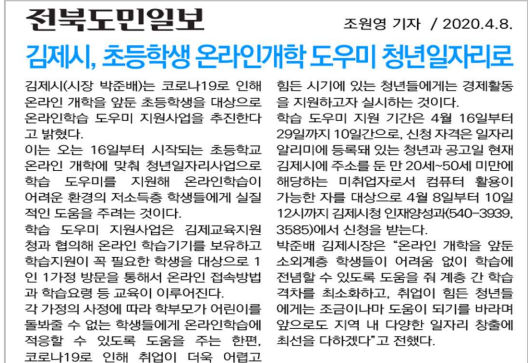 전북도민일보
조원영 기자 / 2020.4.8.
김제시, 초등학생 온라인개학 도우미 청년일자리로
김제시(시장 박준배)는 코로나19로 인해
온라인 개학을 앞둔 초등학생을 대상으로
온라인학습 도우미 지원사업을 추진한다
고 밝혔다.
이는 오는 16일부터 시작되는 초등학교
온라인 개학에 맞춰 청년일자리사업으로
학습 도우미를 지원해 온라인학습이
어려운 환경의 저소득층 학생들에게 실질
적인 도움을 주려는 것이다.
학습 도우미 지원사업은 김제교육지원
청과 협의해 온라인 학습기기를 보유하고
학습지원이 꼭 필요한 학생을 대상으로 1
인 1가정 방문을 통해서 온라인 접속방법
과 학습요령 등 교육이 이루어진다.
각 가정의 사정에 따라 학부모가 어린이를
돌봐줄 수 없는 학생들에게 온라인학습에
적응할 수 있도록 도움을 주는 한편,
코로나19로 인해 취업이 더욱 어렵고
힘든 시기에 있는 청년들에게는 경제활동
을 지원하고자 실시하는 것이다.
학습 도우미 지원 기간은 4월 16일부터
29일까지 10일간으로, 신청 자격은 일자리
알리미에 등록돼 있는 청년과 공고일 현재
김제시에 주소를 둔 만 20세~50세 미만에
해당하는 미취업자로서 컴퓨터 활용이
가능한 자를 대상으로 4월 8일부터 10일
12시까지 김제시청 인재양성과(540-3939,
3585)에서 신청을 받는다.
박준배 김제시장은 "온라인 개학을 앞둔
소외계층 학생들이 어려움 없이 학습에
전념할 수 있도록 도움을 줘 계층 간 학습
격차를 최소화하고, 취업이 힘든 청년들
에게는 조금이나마 도움이 되기를 바라며
앞으로도 지역 내 다양한 일자리 창출에
최선을 다하겠다"고 전했다.